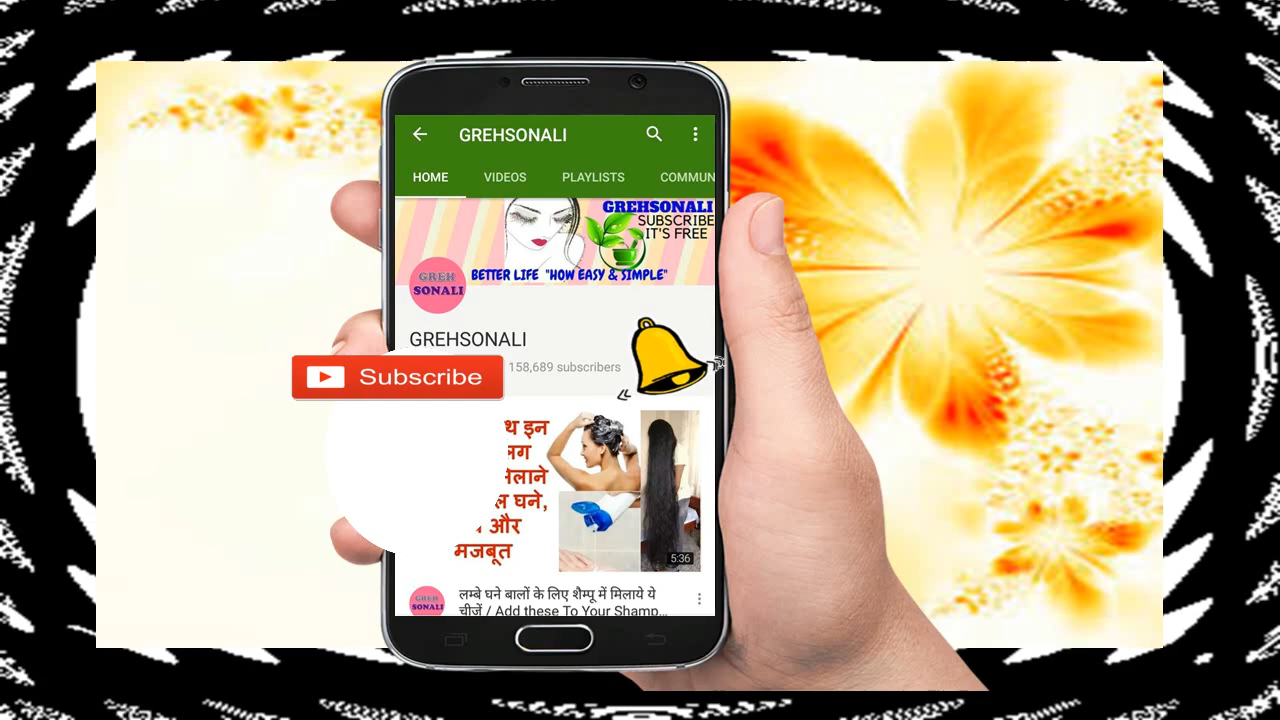 GREHSONALI
HOME VIDEOS PLAYLISTS COMMUN
GREHSONALI
SUBSCRIBE
IT'S FREE
BETTER LIFE "HOW EASY & SIMPLE"
GREH
SONALI
GREHSONALI
Subscribe
158,689 subscribers
इन
घने,
और
मजबूत
5:36
GREH
SONALI
लम्बे घने बालों के लिए शैम्पू में मिलाये ये
चीजें / Add these To Your Shamp...